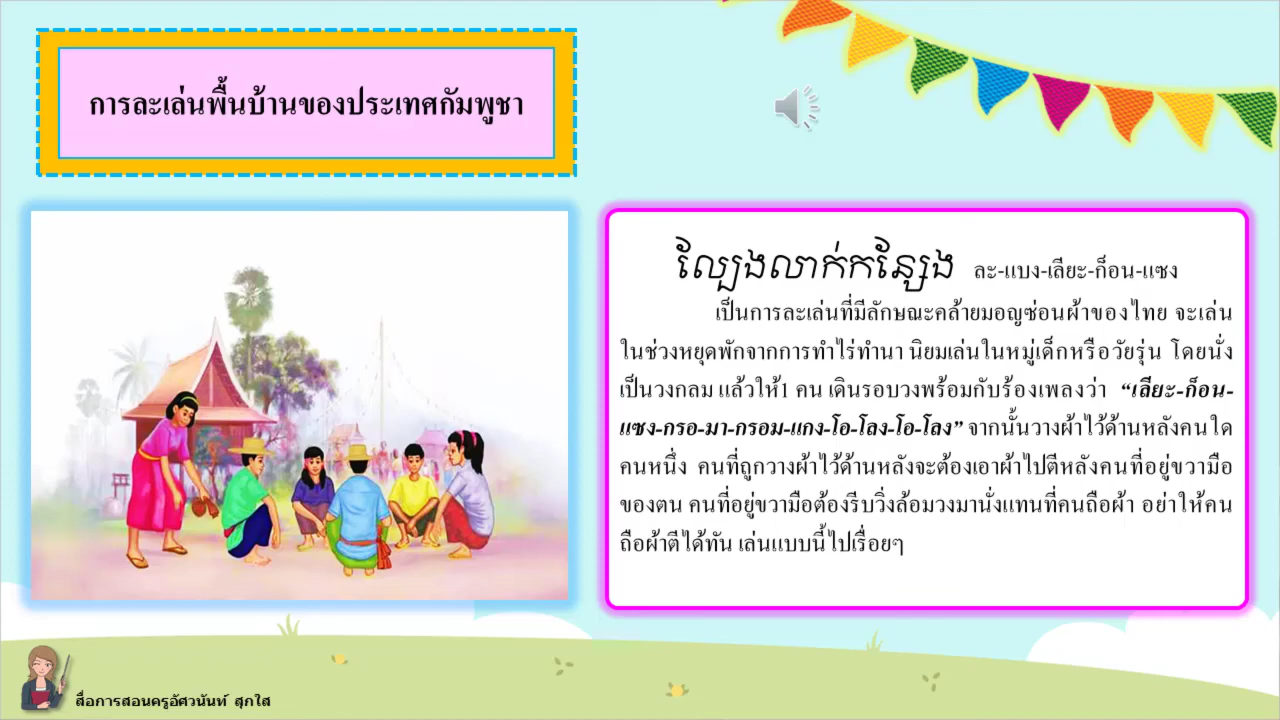 การละเล่นพื้นบ้านของประเทศกัมพูชา
ល្បែងលាក់កន្សែង ละ-แบง-เลียะ-ก็อน-แซง
เป็นการละเล่นที่มีลักษณะคล้ายมอญซ่อนผ้าของไทย จะเล่น
ในช่วงหยุดพักจากการทำไร่ทำนา นิยมเล่นในหมู่เด็กหรือวัยรุ่น โดยนั่ง
เป็นวงกลม แล้วให้1 คน เดินรอบวงพร้อมกับร้องเพลงว่า “เลียะ-ก็อน-
แซง-กรอ-มา-กรอม-แกง-โอ-โลง-โอ-โลง” จากนั้นวางผ้าไว้ด้านหลังคนใด
คนหนึ่ง คนที่ถูกวางผ้าไว้ด้านหลังจะต้องเอาผ้าไปตีหลังคนที่อยู่ขวามือ
ของตน คนที่อยู่ขวามือต้องรีบวิ่งล้อมวงมานั่งแทนที่คนถือผ้า อย่าให้คน
ถือผ้าตีได้ทัน เล่นแบบนี้ไปเรื่อยๆ
สื่อการสอนครูอัศวนันท์ สุกใส